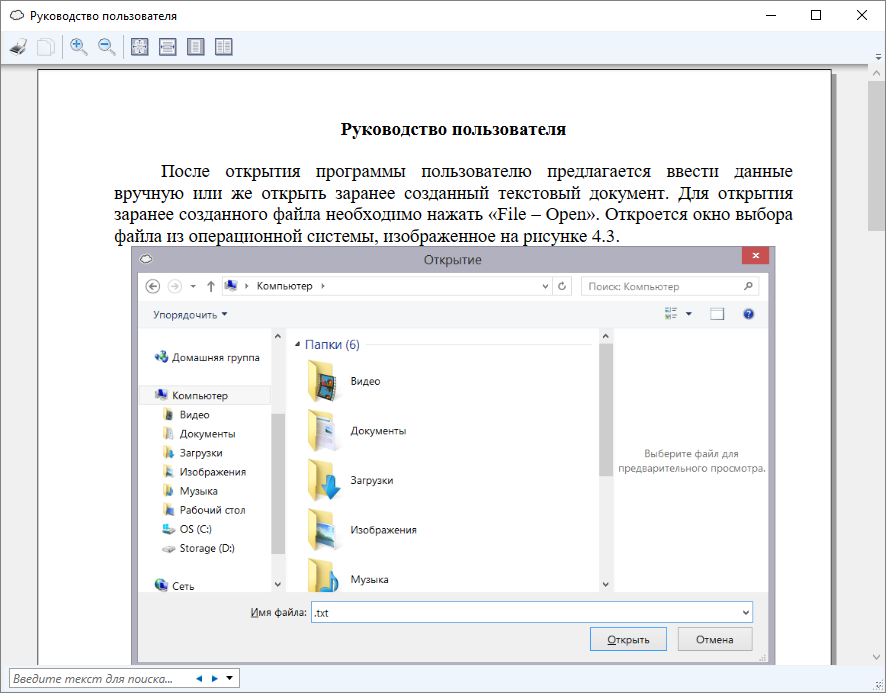 Руководство пользователя
Руководство пользователя
После открытия программы пользователю предлагается ввести данные
вручную или же открыть заранее созданный текстовый документ. Для открытия
заранее созданного файла необходимо нажать «File – Open». Откроется окно выбора
файла из операционной системы, изображенное на рисунке 4.3.
Открытие
Компьютер
Поиск: Компьютер
Упорядочить
Домашняя группа
Компьютер
Видео
Документы
Загрузки
Изображения
Музыка
Рабочий стол
OS (C:)
Storage (D:)
Сеть
Папки (6)
Видео
Документы
Загрузки
Изображения
Музыка
Выберите файл для
предварительного просмотра.
Имя файла: .txt
Открыть Отмена
Введите текст для поиска...